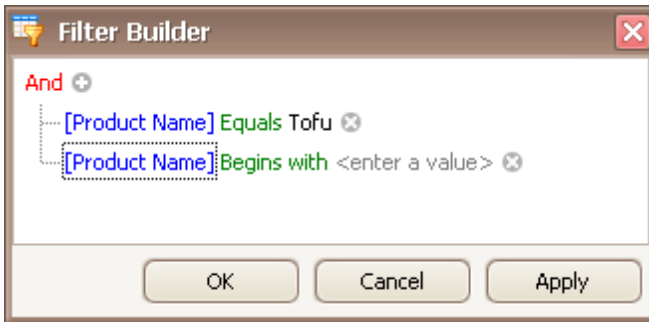 Filter Builder
And
[Product Name] Equals Tofu
[Product Name] Begins with <enter a value>
OK Cancel Apply